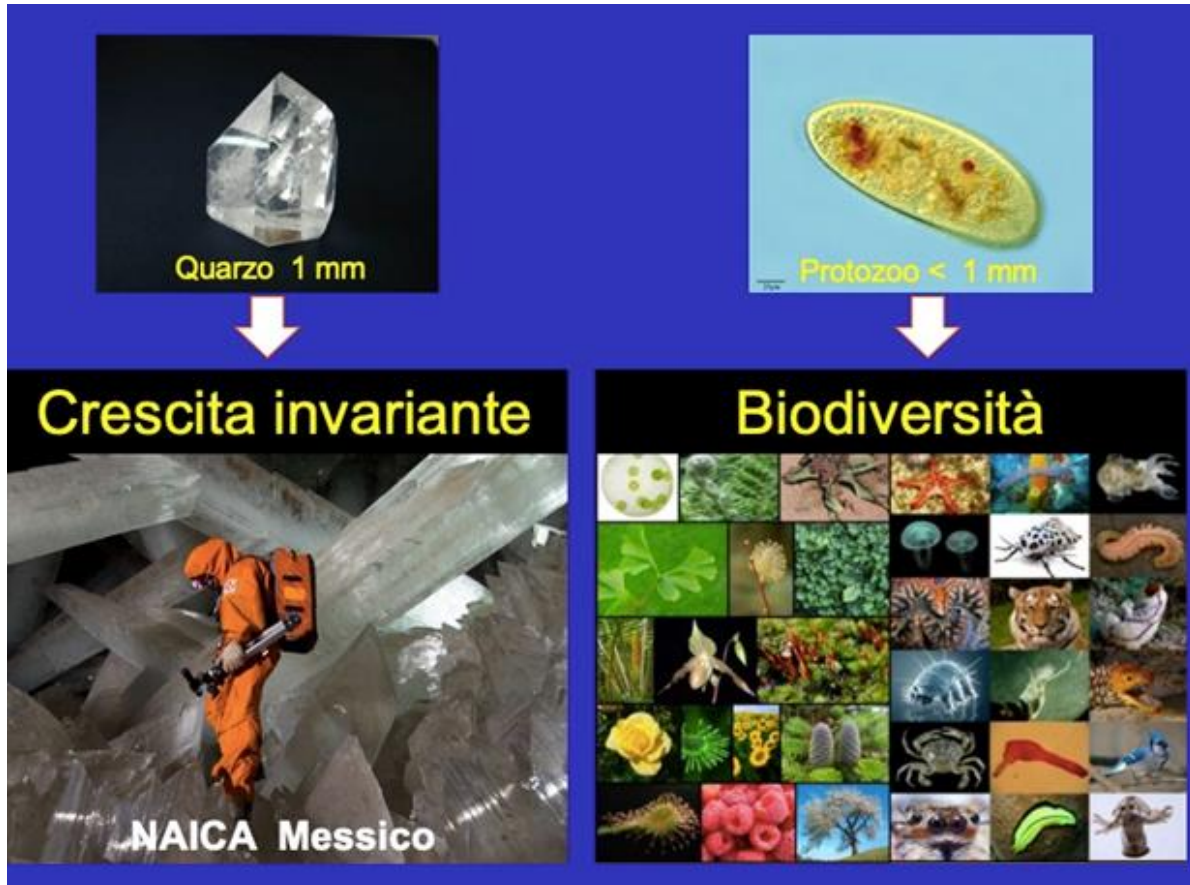 Quarzo 1 mm
Protozoo < 1 mm
Crescita invariante
Biodiversità
NAICA Messico